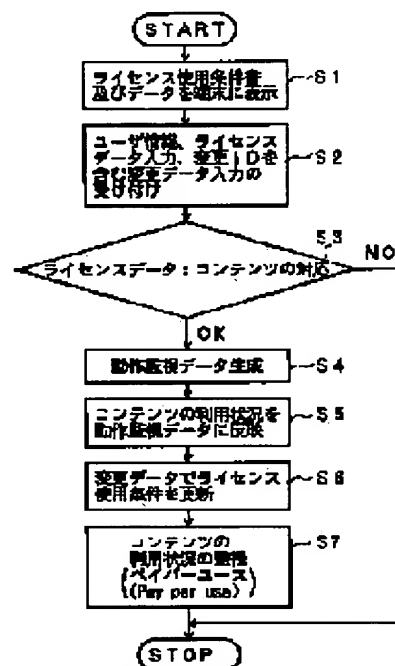 START
ライセンス使用条件書
及びデータを端末に表示
S1
ユーザ情報、ライセンス
データ入力、変更IDを
含む変更データ入力の
受け付け
S2
S3
ライセンスデータ：コンテンツの対応
NO
OK
動作監視データ生成
S4
コンテンツの利用状況を
動作監視データに反映
S5
変更データでライセンス
使用条件を更新
S6
コンテンツの
利用状況の
ペイパーユース
(Pay per use)
S7
STOP